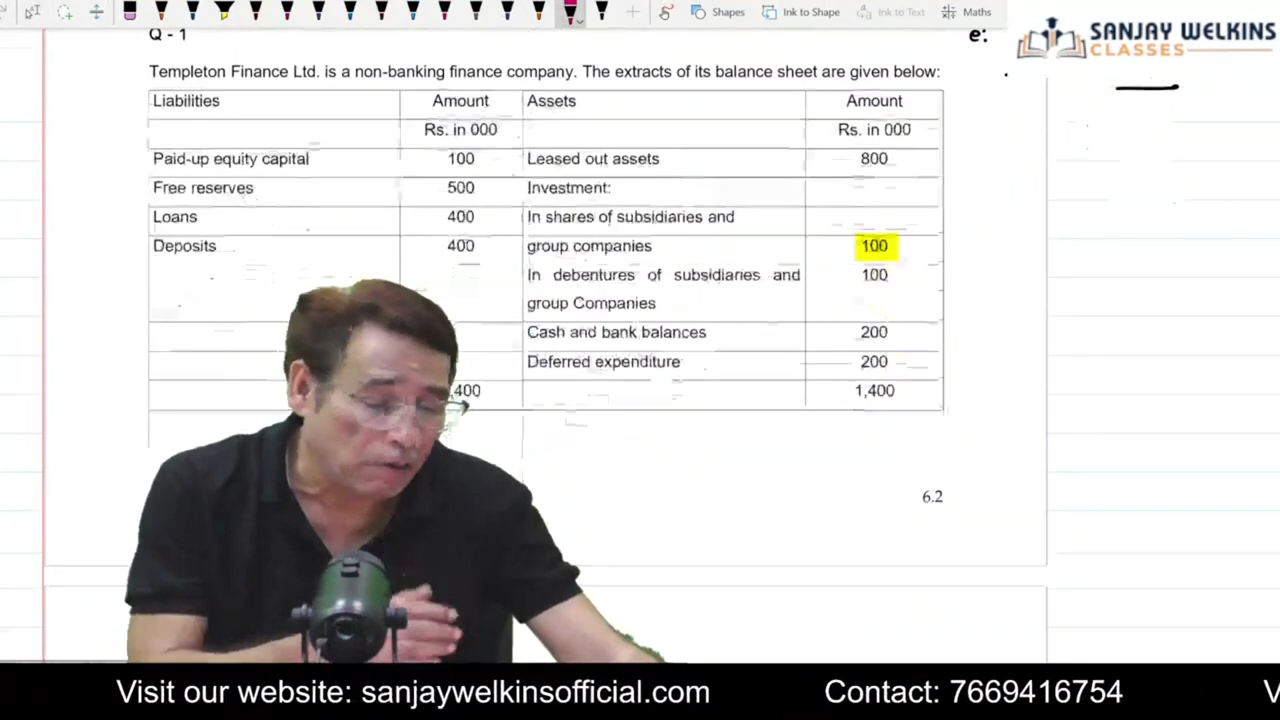 Shapes Ink to Shape Ink to Text Maths
Q - 1
e:
SANJAY WELKINS
CLASSES
Templeton Finance Ltd. is a non-banking finance company. The extracts of its balance sheet are given below:
Liabilities Amount Assets Amount
Rs. in 000 Rs. in 000
Paid-up equity capital 100 Leased out assets 800
Free reserves 500 Investment:
Loans 400 In shares of subsidiaries and
Deposits 400 group companies 100
In debentures of subsidiaries and 100
group Companies
Cash and bank balances 200
Deferred expenditure 200
,400 1,400
6.2
Visit our website: sanjaywelkinsofficial.com Contact: 7669416754 V